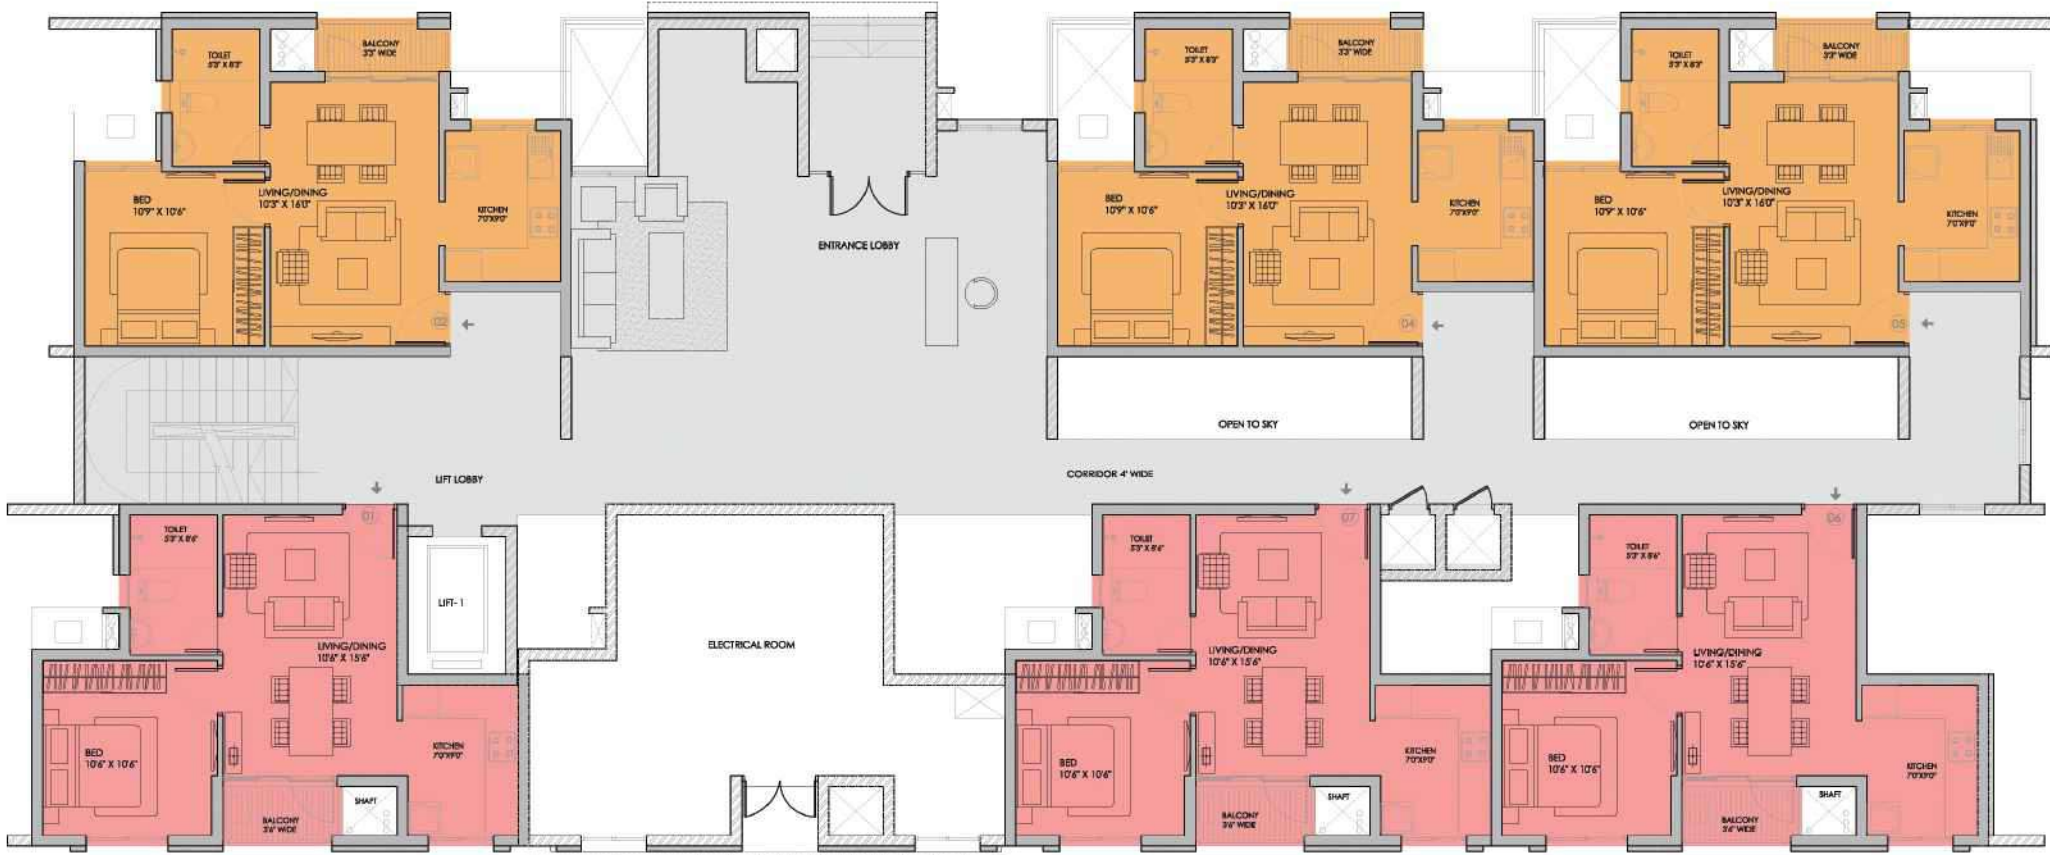 TOILET
5'3" X 8'3"
BALCONY
3'3" WIDE
BED
10'9" X 10'6"
LIVING/DINING
10'3" X 16'0"
KITCHEN
7'0"X9'0"
02
ENTRANCE LOBBY
TOILET
5'3" X 8'3"
BALCONY
3'3" WIDE
BED
10'9" X 10'6"
LIVING/DINING
10'3" X 16'0"
KITCHEN
7'0"X9'0"
04
TOILET
5'3" X 8'3"
BALCONY
3'3" WIDE
BED
10'9" X 10'6"
LIVING/DINING
10'3" X 16'0"
KITCHEN
7'0"X9'0"
05
OPEN TO SKY
OPEN TO SKY
LIFT LOBBY
CORRIDOR 4' WIDE
01
TOILET
5'3" X 8'6"
LIFT- 1
LIVING/DINING
10'6" X 15'6"
BED
10'6" X 10'6"
KITCHEN
7'0"X9'0"
BALCONY
3'6" WIDE
SHAFT
ELECTRICAL ROOM
07
TOILET
5'3" X 8'6"
LIVING/DINING
10'6" X 15'6"
BED
10'6" X 10'6"
KITCHEN
7'0"X9'0"
BALCONY
3'6" WIDE
SHAFT
06
TOILET
5'3" X 8'6"
LIVING/DINING
10'6" X 15'6"
BED
10'6" X 10'6"
KITCHEN
7'0"X9'0"
BALCONY
3'6" WIDE
SHAFT